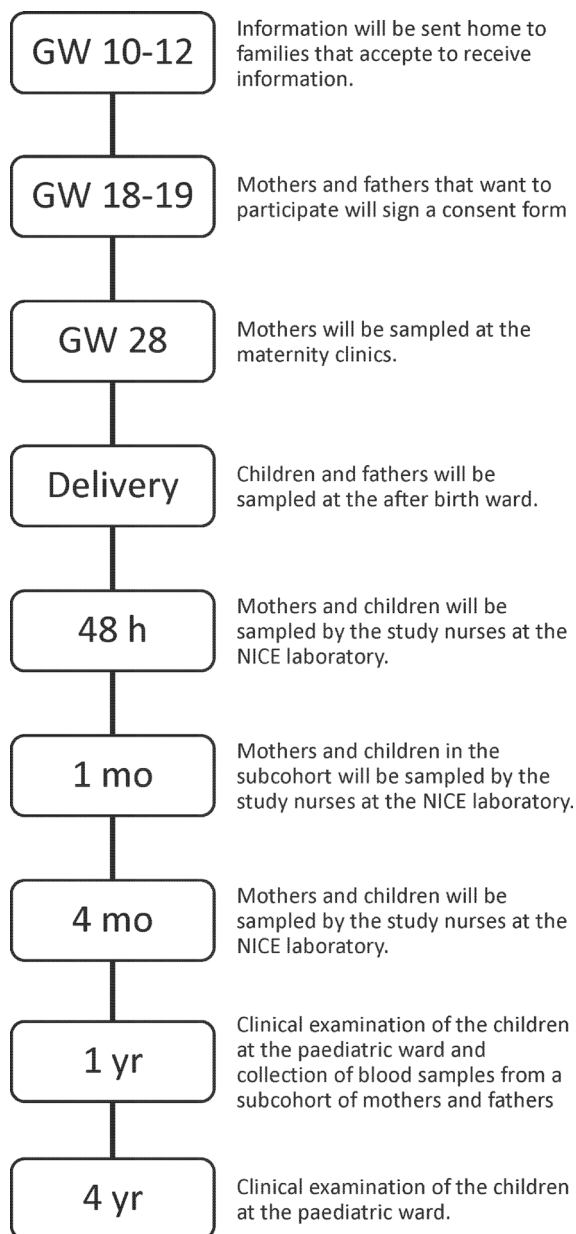 GW 10-12
Information will be sent home to
families that accepte to receive
information.
GW 18-19
Mothers and fathers that want to
participate will sign a consent form
GW 28
Mothers will be sampled at the
maternity clinics.
Delivery
Children and fathers will be
sampled at the after birth ward.
48 h
Mothers and children will be
sampled by the study nurses at the
NICE laboratory.
1 mo
Mothers and children in the
subcohort will be sampled by the
study nurses at the NICE laboratory.
4 mo
Mothers and children will be
sampled by the study nurses at the
NICE laboratory.
1 yr
Clinical examination of the children
at the paediatric ward and
collection of blood samples from a
subcohort of mothers and fathers
4 yr
Clinical examination of the children
at the paediatric ward.